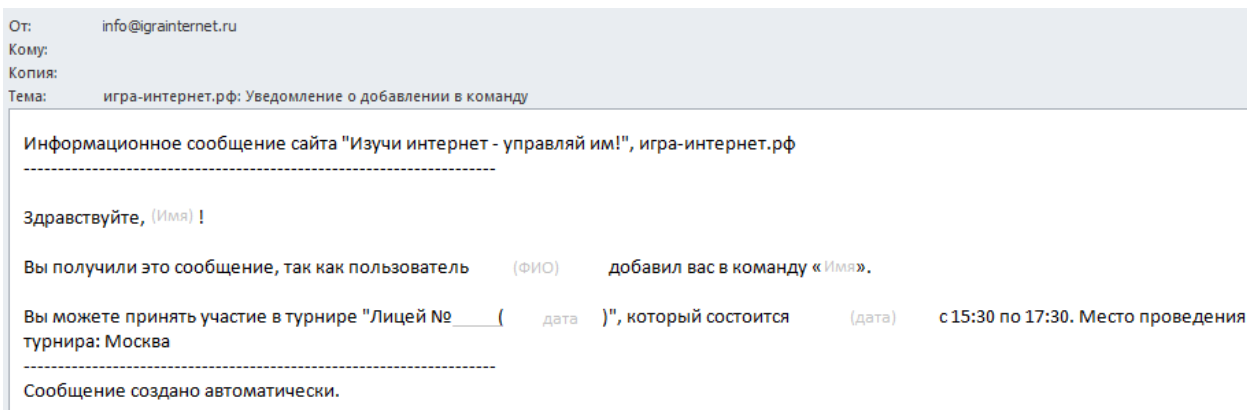 От: info@igrainternet.ru
Кому:
Копия:
Тема: игра-интернет.рф: Уведомление о добавлении в команду
Информационное сообщение сайта "Изучи интернет - управляй им!", игра-интернет.рф
----------------------------------------------------------------------
Здравствуйте, (Имя) !
Вы получили это сообщение, так как пользователь (ФИО) добавил вас в команду «Имя».
Вы можете принять участие в турнире "Лицей №_____( дата )", который состоится (дата) с 15:30 по 17:30. Место проведения
турнира: Москва
----------------------------------------------------------------------
Сообщение создано автоматически.